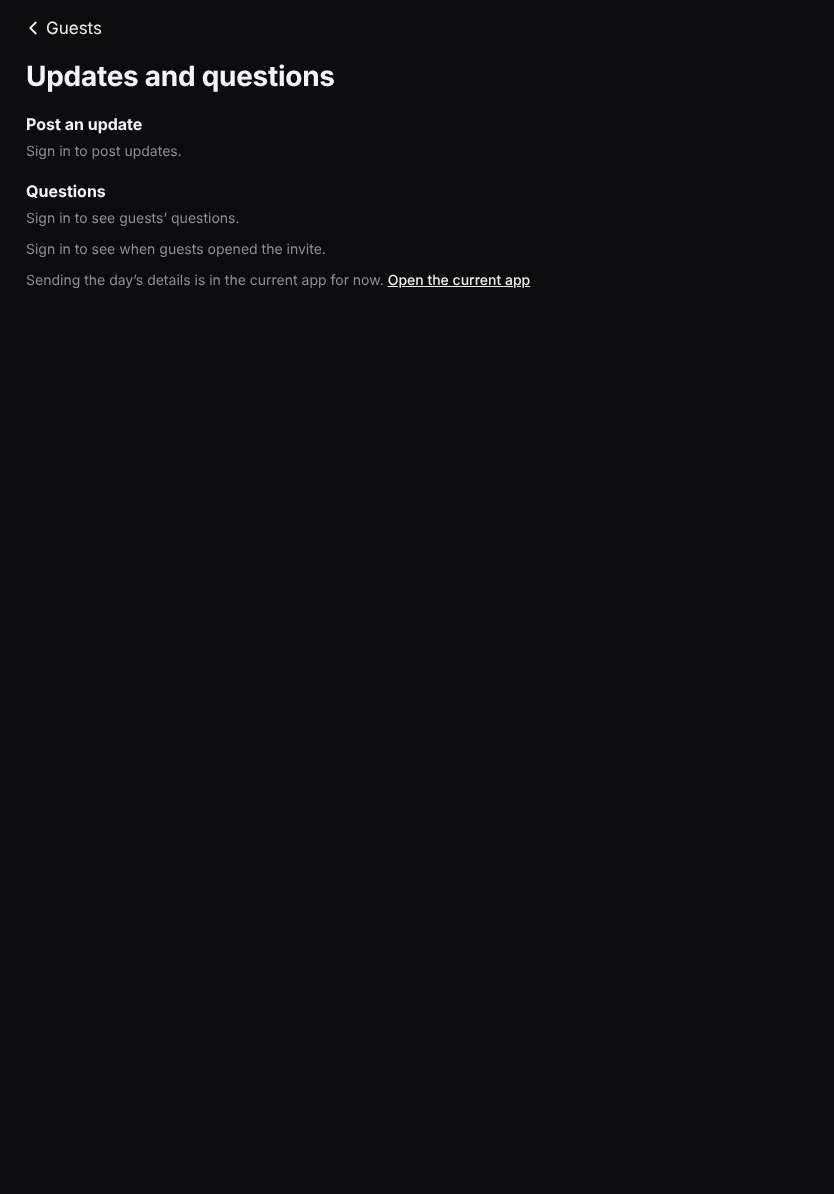 Guests
Updates and questions
Post an update
Sign in to post updates.
Questions
Sign in to see guests’ questions.
Sign in to see when guests opened the invite.
Sending the day’s details is in the current app for now. Open the current app